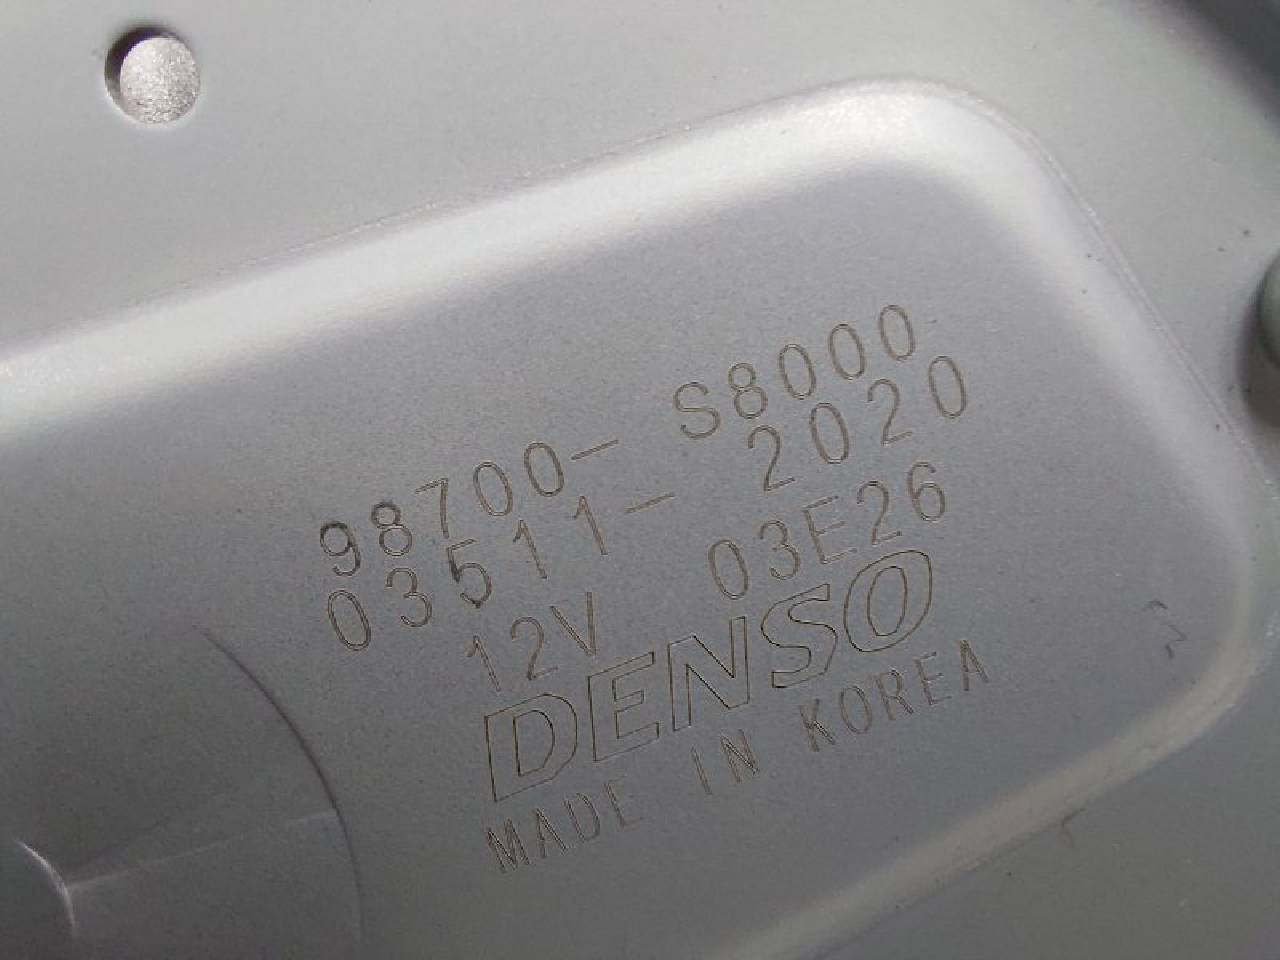 98700- S8000
03511- 2020
12V 03E26
DENSO
MADE IN KOREA